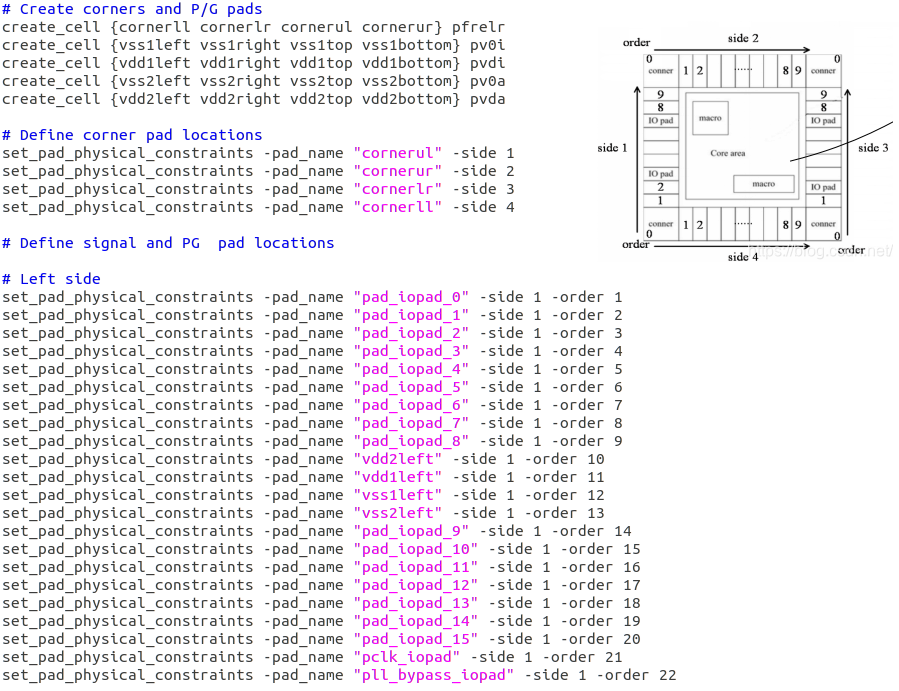 # Create corners and P/G pads
create_cell {cornerll cornerlr cornerul cornerur} pfrelr
create_cell {vss1left vss1right vss1top vss1bottom} pv0i
create_cell {vdd1left vdd1right vdd1top vdd1bottom} pvdi
create_cell {vss2left vss2right vss2top vss2bottom} pv0a
create_cell {vdd2left vdd2right vdd2top vdd2bottom} pvda
# Define corner pad locations
set_pad_physical_constraints -pad_name "cornerul" -side 1
set_pad_physical_constraints -pad_name "cornerur" -side 2
set_pad_physical_constraints -pad_name "cornerlr" -side 3
set_pad_physical_constraints -pad_name "cornerll" -side 4
# Define signal and PG  pad locations
# Left side
set_pad_physical_constraints -pad_name "pad_iopad_0" -side 1 -order 1
set_pad_physical_constraints -pad_name "pad_iopad_1" -side 1 -order 2
set_pad_physical_constraints -pad_name "pad_iopad_2" -side 1 -order 3
set_pad_physical_constraints -pad_name "pad_iopad_3" -side 1 -order 4
set_pad_physical_constraints -pad_name "pad_iopad_4" -side 1 -order 5
set_pad_physical_constraints -pad_name "pad_iopad_5" -side 1 -order 6
set_pad_physical_constraints -pad_name "pad_iopad_6" -side 1 -order 7
set_pad_physical_constraints -pad_name "pad_iopad_7" -side 1 -order 8
set_pad_physical_constraints -pad_name "pad_iopad_8" -side 1 -order 9
set_pad_physical_constraints -pad_name "vdd2left" -side 1 -order 10
set_pad_physical_constraints -pad_name "vdd1left" -side 1 -order 11
set_pad_physical_constraints -pad_name "vss1left" -side 1 -order 12
set_pad_physical_constraints -pad_name "vss2left" -side 1 -order 13
set_pad_physical_constraints -pad_name "pad_iopad_9" -side 1 -order 14
set_pad_physical_constraints -pad_name "pad_iopad_10" -side 1 -order 15
set_pad_physical_constraints -pad_name "pad_iopad_11" -side 1 -order 16
set_pad_physical_constraints -pad_name "pad_iopad_12" -side 1 -order 17
set_pad_physical_constraints -pad_name "pad_iopad_13" -side 1 -order 18
set_pad_physical_constraints -pad_name "pad_iopad_14" -side 1 -order 19
set_pad_physical_constraints -pad_name "pad_iopad_15" -side 1 -order 20
set_pad_physical_constraints -pad_name "pclk_iopad" -side 1 -order 21
set_pad_physical_constraints -pad_name "pll_bypass_iopad" -side 1 -order 22
order side 2
0 0
conner 1 2 ...... 8 9 conner
9 9
8 8
IO pad macro IO pad
side 1 Core area side 3
IO pad
2 macro IO pad
1 1
conner 1 2 ...... 8 9 conner
0 0
order order
side 4
https://blog.csdn.net/